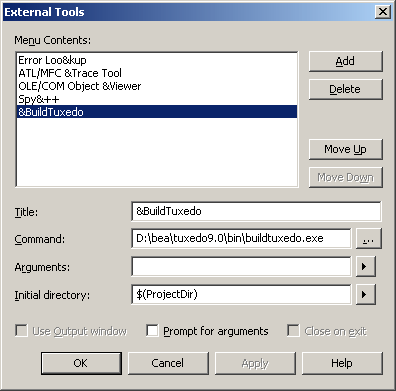 External Tools
Menu Contents:
Error Loo&kup
ATL/MFC &Trace Tool
OLE/COM Object &Viewer
Spy&++
&BuildTuxedo
Add
Delete
Move Up
Move Down
Title:
&BuildTuxedo
Command:
D:\bea\tuxedo9.0\bin\buildtuxedo.exe
...
Arguments:
Initial directory:
$(ProjectDir)
Use Output window
Prompt for arguments
Close on exit
OK
Cancel
Apply
Help